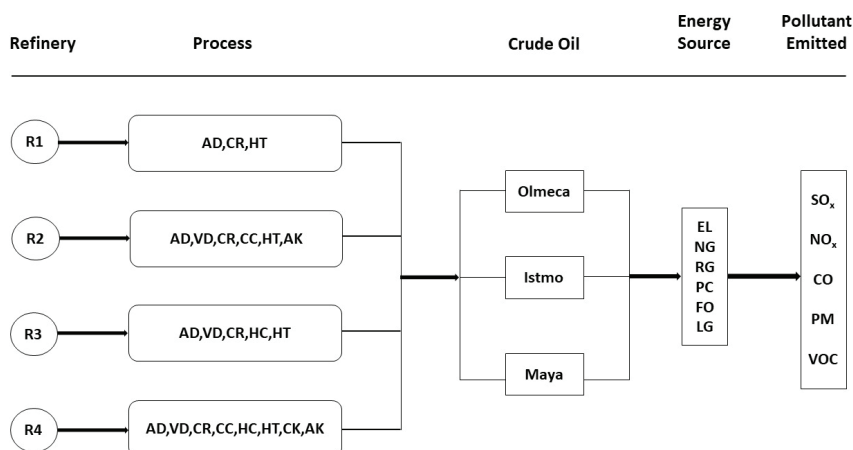 Refinery
Process
Crude Oil
Energy
Source
Pollutant
Emitted
R1
AD,CR,HT
R2
AD,VD,CR,CC,HT,AK
R3
AD,VD,CR,HC,HT
R4
AD,VD,CR,CC,HC,HT,CK,AK
Olmeca
Istmo
Maya
EL
NG
RG
PC
FO
LG
SOₓ
NOₓ
CO
PM
VOC